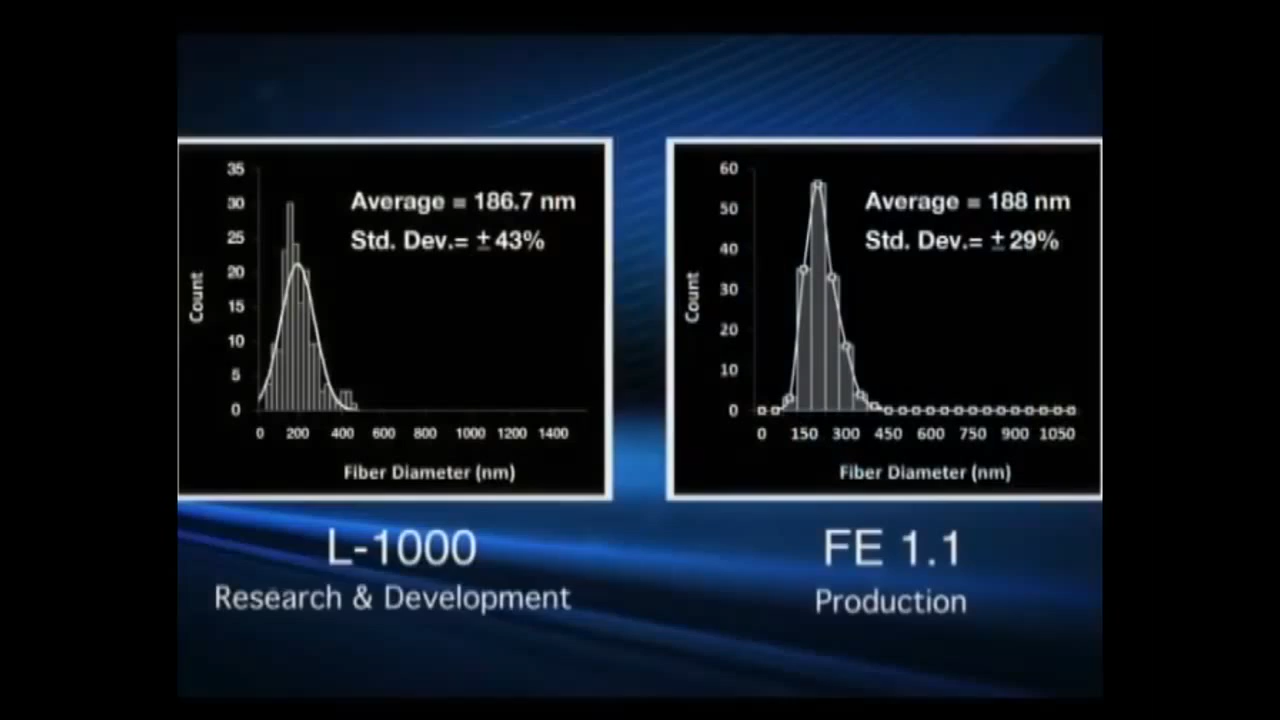 35
30
25
20
15
10
5
0
Count
Average = 186.7 nm
Std. Dev.= ± 43%
0 200 400 600 800 1000 1200 1400
Fiber Diameter (nm)
L-1000
Research & Development
60
50
40
30
20
10
0
Count
Average = 188 nm
Std. Dev.= ± 29%
0 150 300 450 600 750 900 1050
Fiber Diameter (nm)
FE 1.1
Production